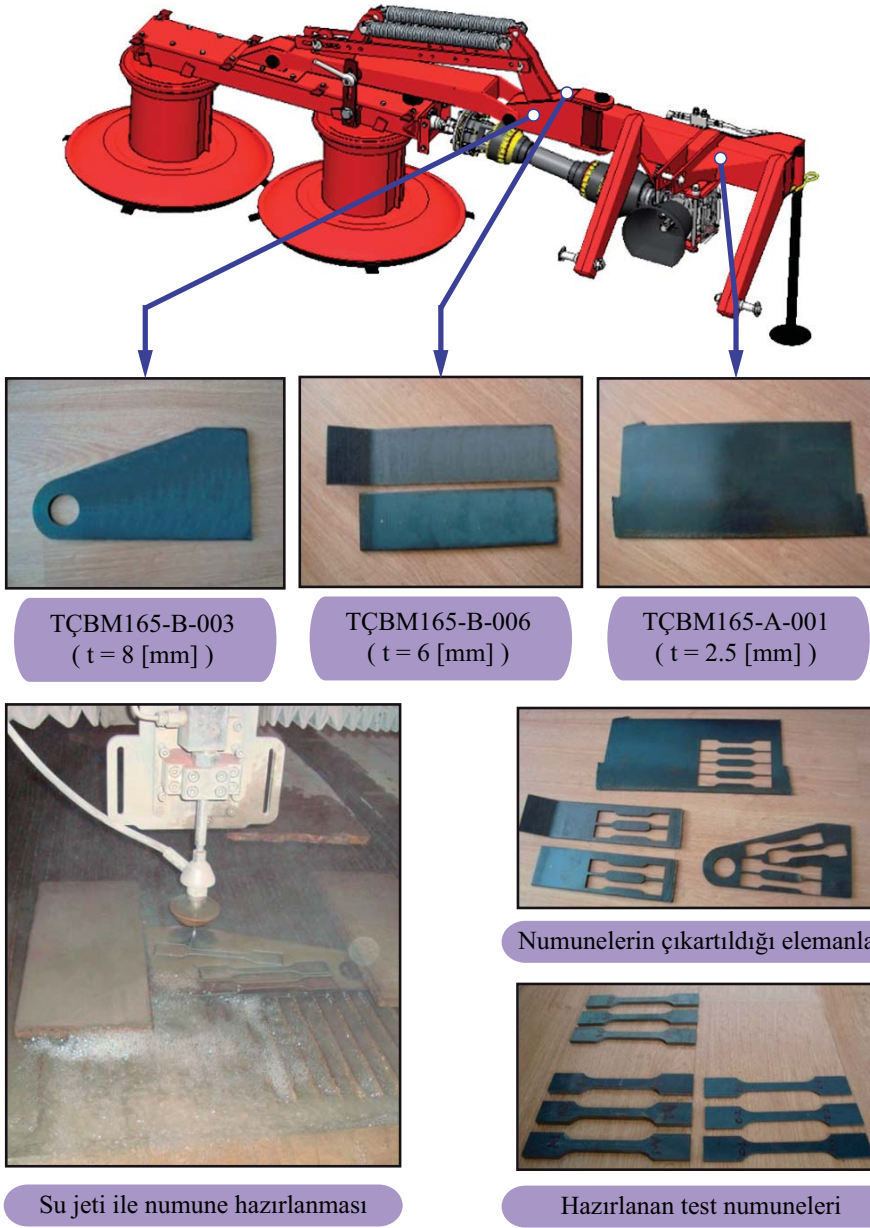 TÇBM165-B-003
( t = 8 [mm] )
TÇBM165-B-006
( t = 6 [mm] )
TÇBM165-A-001
( t = 2.5 [mm] )
Numunelerin çıkartıldığı elemanla
Su jeti ile numune hazırlanması
Hazırlanan test numuneleri